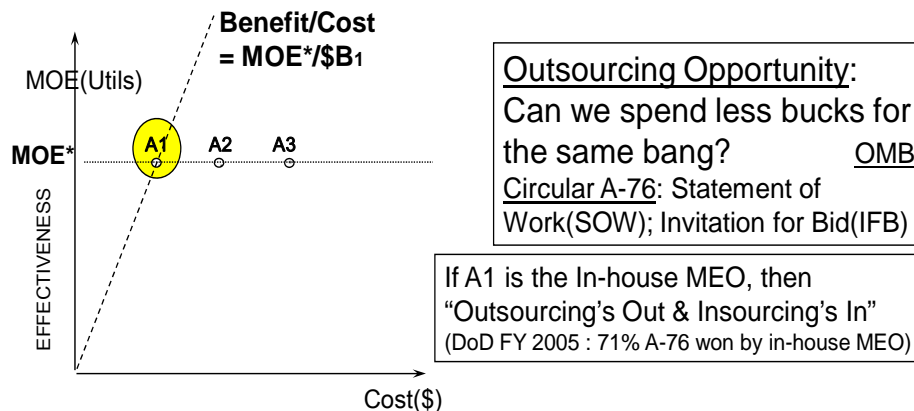 Benefit/Cost
= MOE*/$B1
MOE(Utils)
MOE*
A1 A2 A3
EFFECTIVENESS
Cost($)
Outsourcing Opportunity:
Can we spend less bucks for
the same bang? OMB
Circular A-76: Statement of
Work(SOW); Invitation for Bid(IFB)
If A1 is the In-house MEO, then
“Outsourcing's Out & Insourcing's In”
(DoD FY 2005 : 71% A-76 won by in-house MEO)